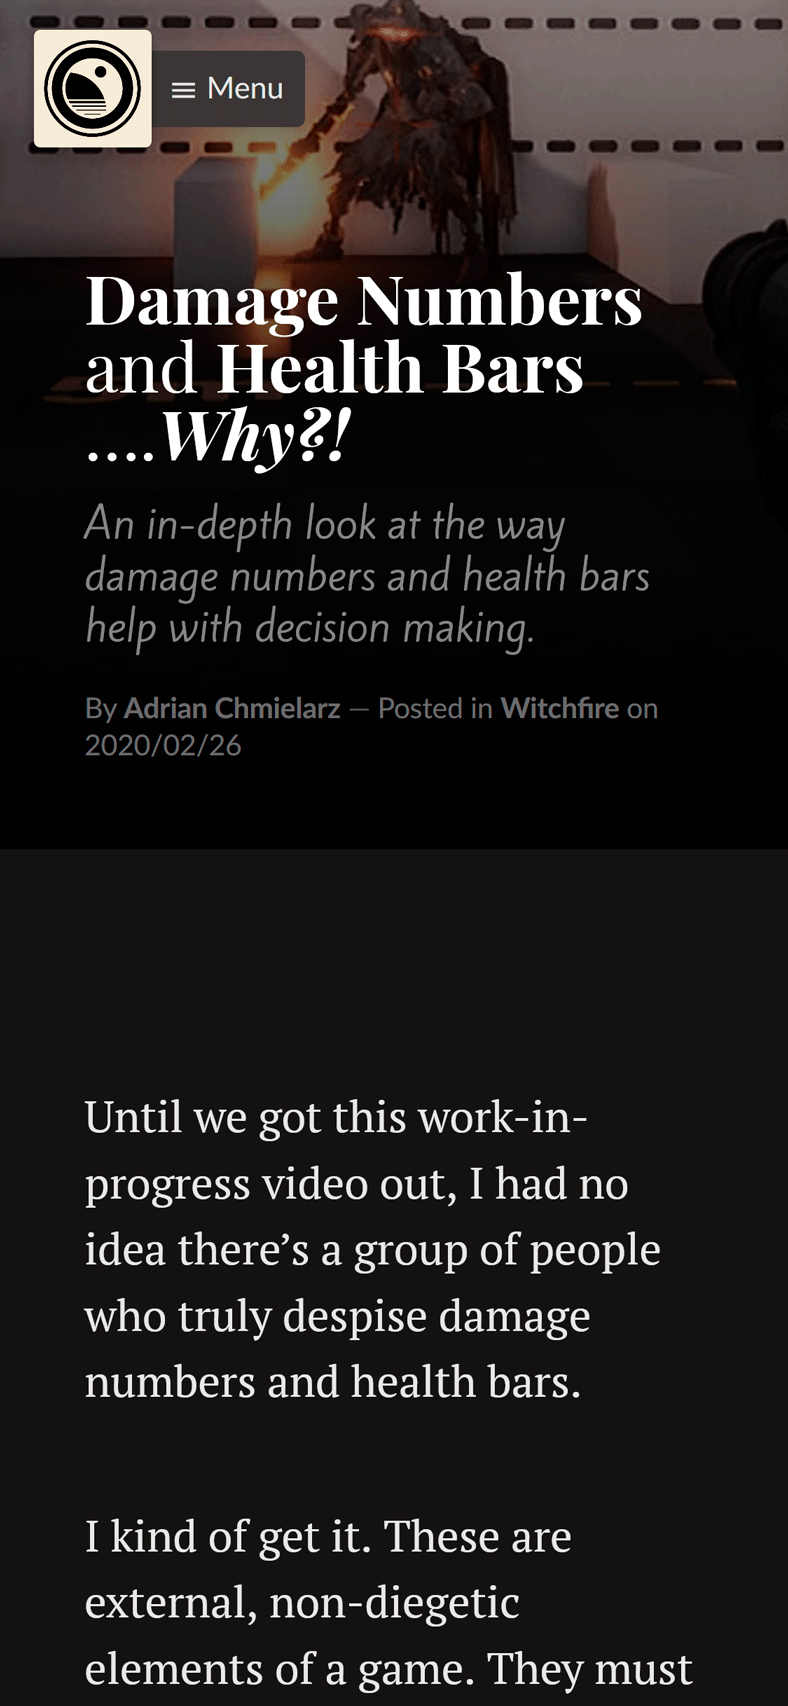 Menu
Damage Numbers
and Health Bars
....Why?!
An in-depth look at the way
damage numbers and health bars
help with decision making.
By Adrian Chmielarz — Posted in Witchfire on
2020/02/26
Until we got this work-in-
progress video out, I had no
idea there’s a group of people
who truly despise damage
numbers and health bars.
I kind of get it. These are
external, non-diegetic
elements of a game. They must